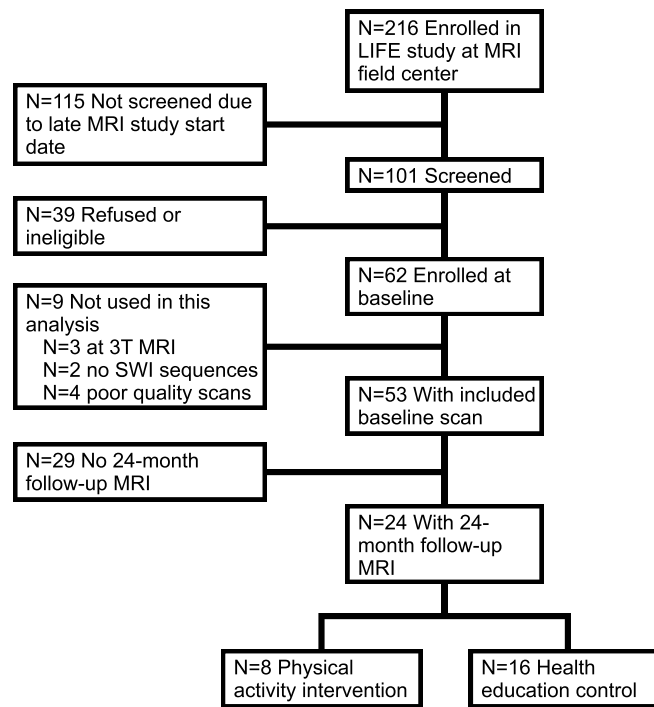 N=216 Enrolled in
LIFE study at MRI
field center
N=115 Not screened due
to late MRI study start
date
N=101 Screened
N=39 Refused or
ineligible
N=62 Enrolled at
baseline
N=9 Not used in this
analysis
N=3 at 3T MRI
N=2 no SWI sequences
N=4 poor quality scans
N=53 With included
baseline scan
N=29 No 24-month
follow-up MRI
N=24 With 24-
month follow-up
MRI
N=8 Physical
activity intervention
N=16 Health
education control